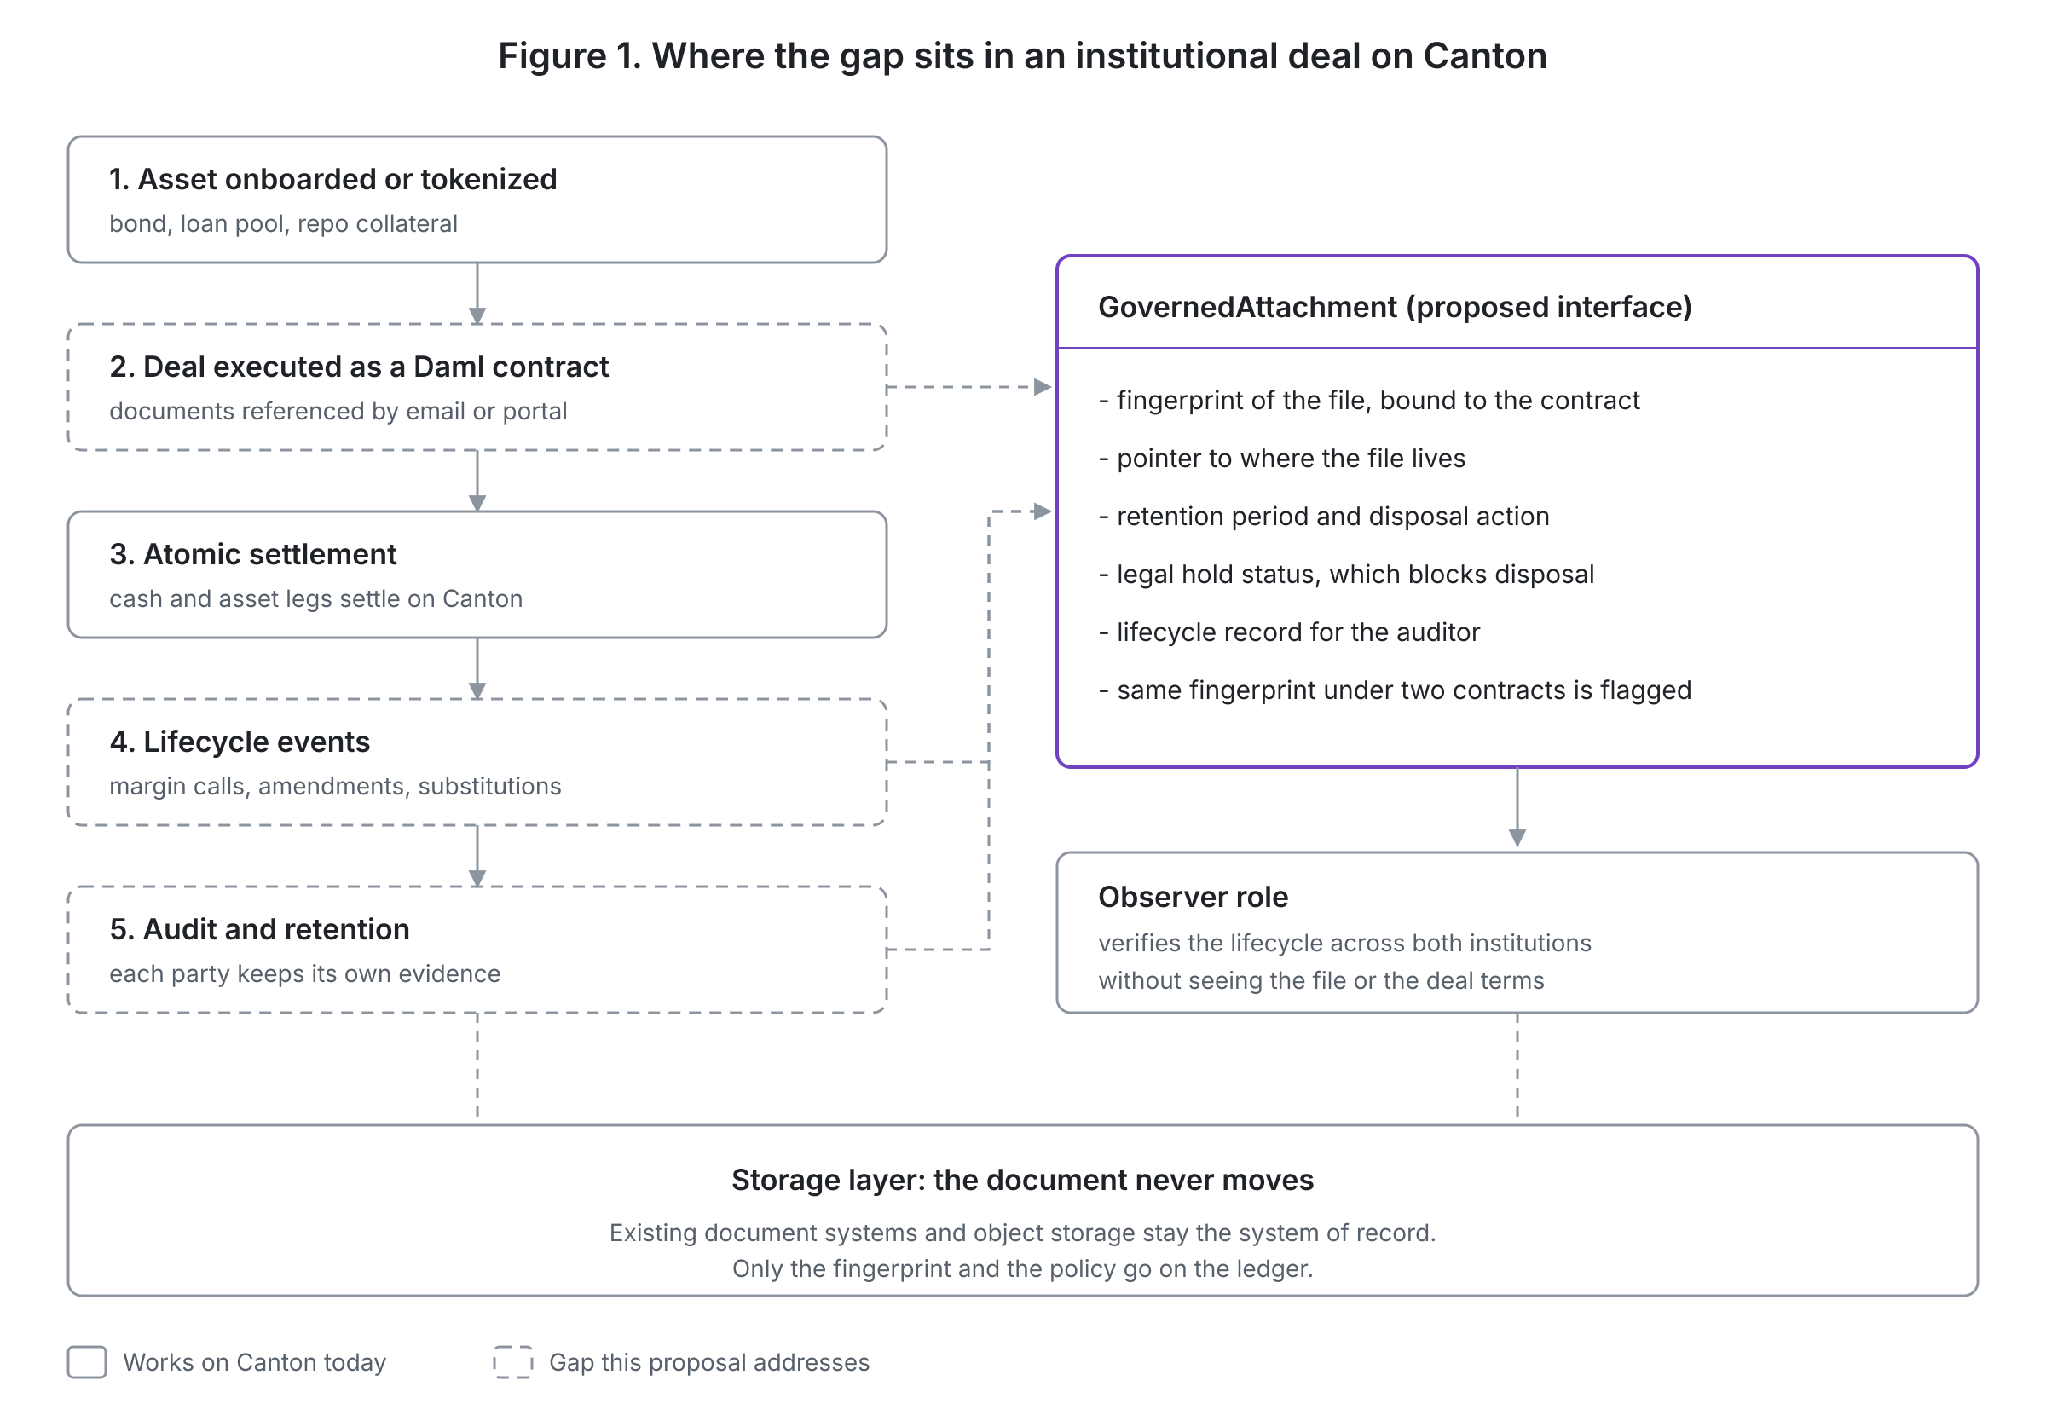 Figure 1. Where the gap sits in an institutional deal on Canton
1. Asset onboarded or tokenized
bond, loan pool, repo collateral
2. Deal executed as a Daml contract
documents referenced by email or portal
3. Atomic settlement
cash and asset legs settle on Canton
4. Lifecycle events
margin calls, amendments, substitutions
5. Audit and retention
each party keeps its own evidence
GovernedAttachment (proposed interface)
- fingerprint of the file, bound to the contract
- pointer to where the file lives
- retention period and disposal action
- legal hold status, which blocks disposal
- lifecycle record for the auditor
- same fingerprint under two contracts is flagged
Observer role
verifies the lifecycle across both institutions
without seeing the file or the deal terms
Storage layer: the document never moves
Existing document systems and object storage stay the system of record.
Only the fingerprint and the policy go on the ledger.
Works on Canton today
Gap this proposal addresses